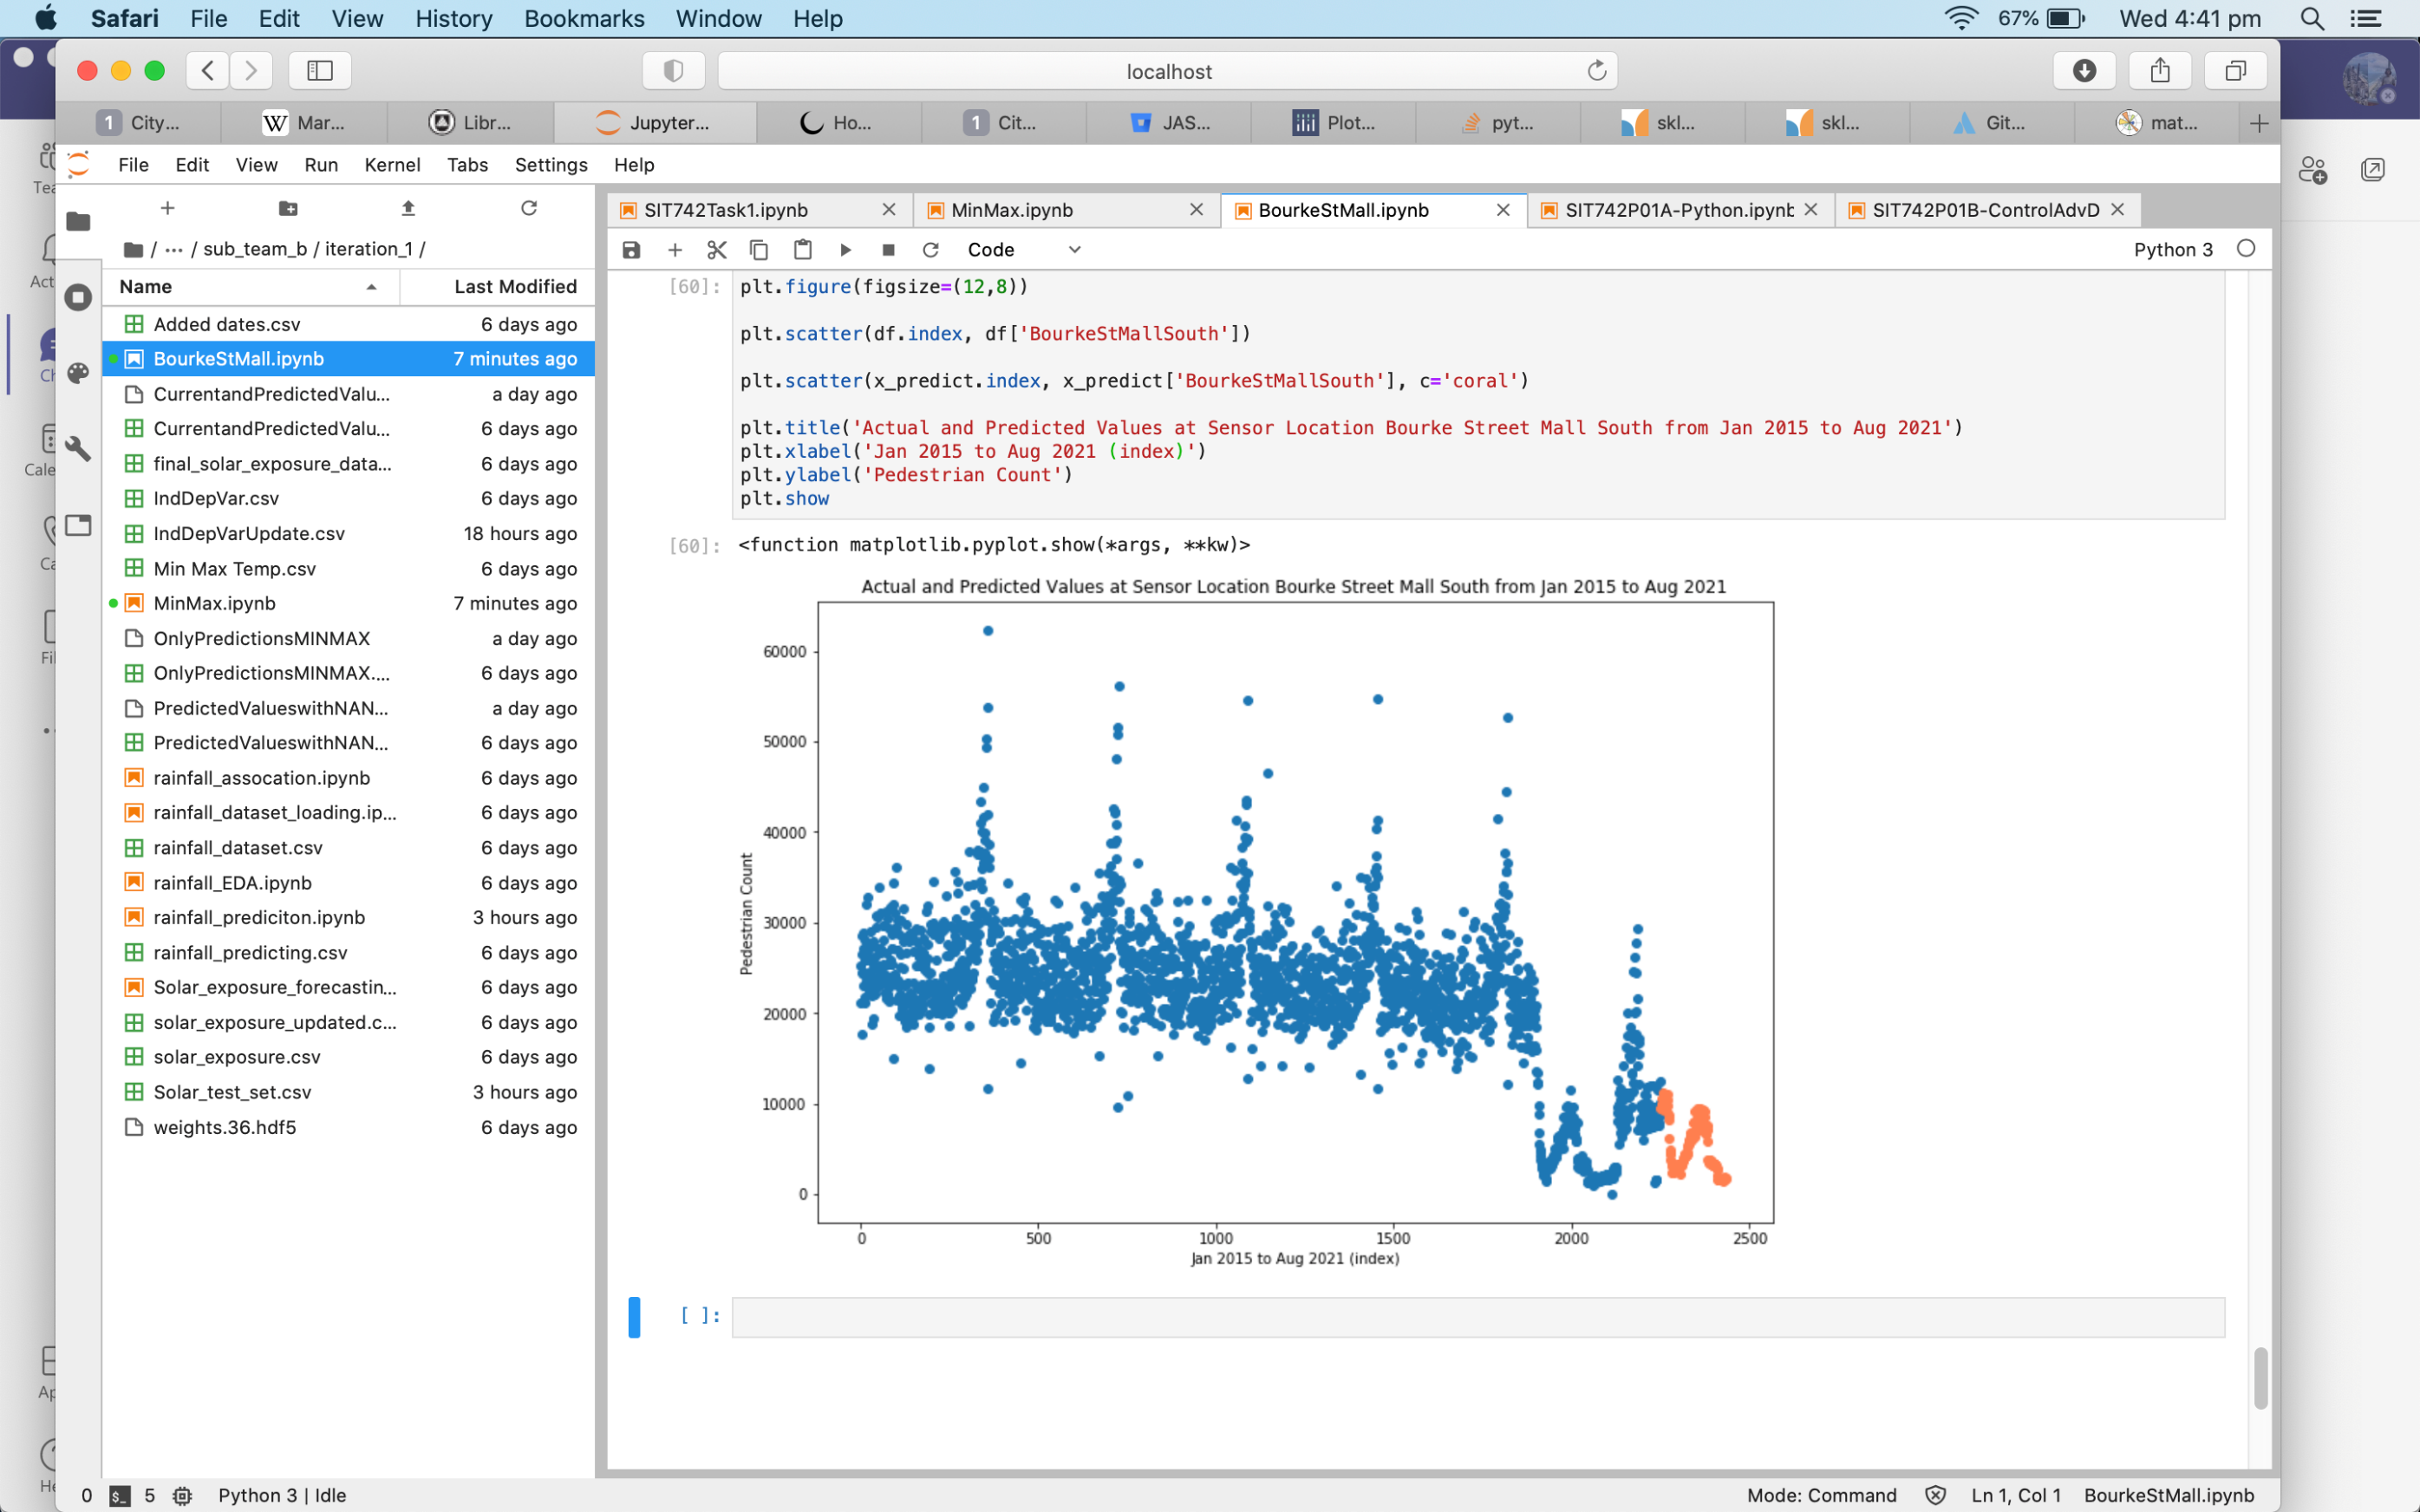 Safari File Edit View History Bookmarks Window Help 67% Wed 4:41 pm
localhost
1 City... W Mar... Libr... Jupyter... Ho... 1 Cit... JAS... Plot... pyt... skl... skl... Git... mat...
File Edit View Run Kernel Tabs Settings Help
/ ··· / sub_team_b / iteration_1 /
Name Last Modified
Added dates.csv 6 days ago
BourkeStMall.ipynb 7 minutes ago
CurrentandPredictedValu... a day ago
CurrentandPredictedValu... 6 days ago
final_solar_exposure_data... 6 days ago
IndDepVar.csv 6 days ago
IndDepVarUpdate.csv 18 hours ago
Min Max Temp.csv 6 days ago
MinMax.ipynb 7 minutes ago
OnlyPredictionsMINMAX a day ago
OnlyPredictionsMINMAX.... 6 days ago
PredictedValueswithNAN... a day ago
PredictedValueswithNAN... 6 days ago
rainfall_assocation.ipynb 6 days ago
rainfall_dataset_loading.ip... 6 days ago
rainfall_dataset.csv 6 days ago
rainfall_EDA.ipynb 6 days ago
rainfall_prediciton.ipynb 3 hours ago
rainfall_predicting.csv 6 days ago
Solar_exposure_forecastin... 6 days ago
solar_exposure_updated.c... 6 days ago
solar_exposure.csv 6 days ago
Solar_test_set.csv 3 hours ago
weights.36.hdf5 6 days ago
SIT742Task1.ipynb MinMax.ipynb BourkeStMall.ipynb SIT742P01A-Python.ipynb SIT742P01B-ControlAdvD
Code Python 3
[60]: plt.figure(figsize=(12,8))
plt.scatter(df.index, df['BourkeStMallSouth'])
plt.scatter(x_predict.index, x_predict['BourkeStMallSouth'], c='coral')
plt.title('Actual and Predicted Values at Sensor Location Bourke Street Mall South from Jan 2015 to Aug 2021')
plt.xlabel('Jan 2015 to Aug 2021 (index)')
plt.ylabel('Pedestrian Count')
plt.show
[60]: <function matplotlib.pyplot.show(*args, **kw)>
Actual and Predicted Values at Sensor Location Bourke Street Mall South from Jan 2015 to Aug 2021
60000
50000
40000
30000
20000
10000
0
Pedestrian Count
0 500 1000 1500 2000 2500
Jan 2015 to Aug 2021 (index)
[ ]:
0 $_ 5 Python 3 | Idle Mode: Command Ln 1, Col 1 BourkeStMall.ipynb